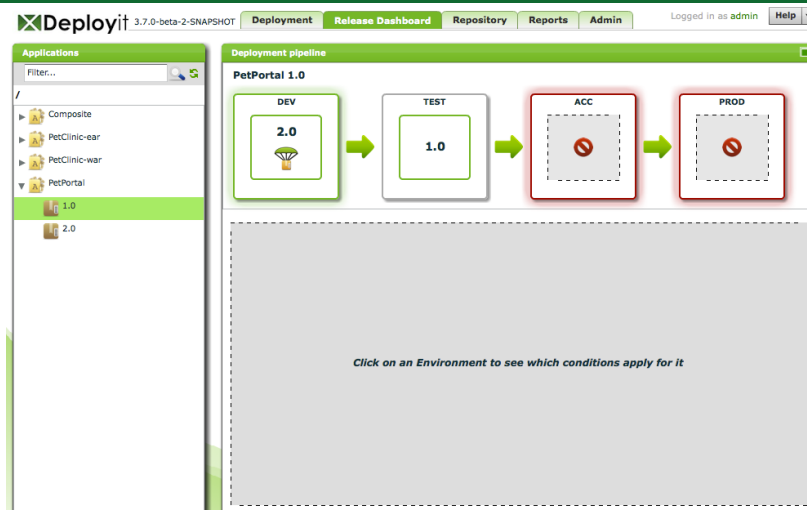 Deployit 3.7.0-beta-2-SNAPSHOT Deployment Release Dashboard Repository Reports Admin Logged in as admin Help
Applications
Filter...
/
Composite
PetClinic-ear
PetClinic-war
PetPortal
1.0
2.0
Deployment pipeline
PetPortal 1.0
DEV TEST ACC PROD
2.0 1.0
Click on an Environment to see which conditions apply for it